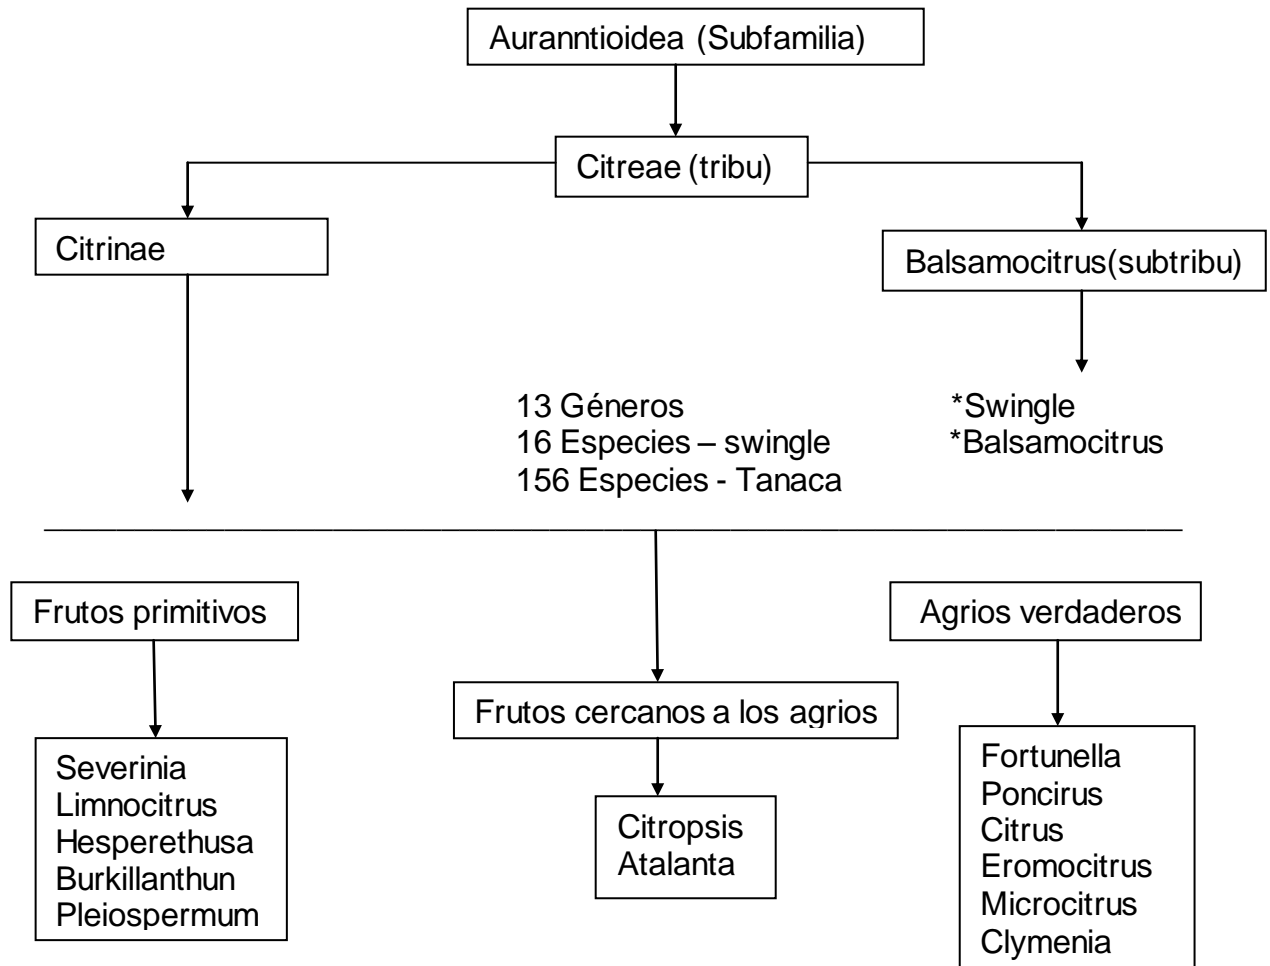 Auranntioidea (Subfamilia)
Citreae (tribu)
Citrinae
Balsamocitrus(subtribu)
13 Géneros
16 Especies – swingle
156 Especies - Tanaca
*Swingle
*Balsamocitrus
Frutos primitivos
Frutos cercanos a los agrios
Agrios verdaderos
Severinia
Limnocitrus
Hesperethusa
Burkillanthun
Pleiospermum
Citropsis
Atalanta
Fortunella
Poncirus
Citrus
Eromocitrus
Microcitrus
Clymenia